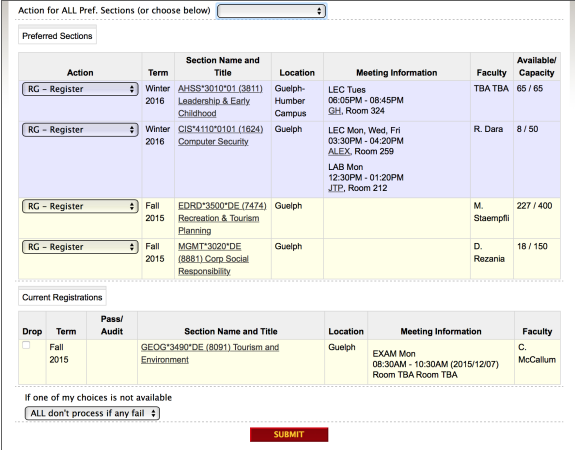 Action for ALL Pref. Sections (or choose below)
Preferred Sections
Action Term Section Name and Title Location Meeting Information Faculty Available/ Capacity
RG – Register Winter 2016 AHSS*3010*01 (3811) Leadership & Early Childhood Guelph-Humber Campus LEC Tues 06:05PM - 08:45PM GH, Room 324 TBA TBA 65 / 65
RG – Register Winter 2016 CIS*4110*0101 (1624) Computer Security Guelph LEC Mon, Wed, Fri 03:30PM - 04:20PM ALEX, Room 259 LAB Mon 12:30PM - 01:20PM JTP, Room 212 R. Dara 8 / 50
RG – Register Fall 2015 EDRD*3500*DE (7474) Recreation & Tourism Planning Guelph M. Staempfli 227 / 400
RG – Register Fall 2015 MGMT*3020*DE (8881) Corp Social Responsibility Guelph D. Rezania 18 / 150
Current Registrations
Drop Term Pass/ Audit Section Name and Title Location Meeting Information Faculty
Fall 2015 GEOG*3490*DE (8091) Tourism and Environment Guelph EXAM Mon 08:30AM - 10:30AM (2015/12/07) Room TBA Room TBA C. McCallum
If one of my choices is not available
ALL don't process if any fail
SUBMIT